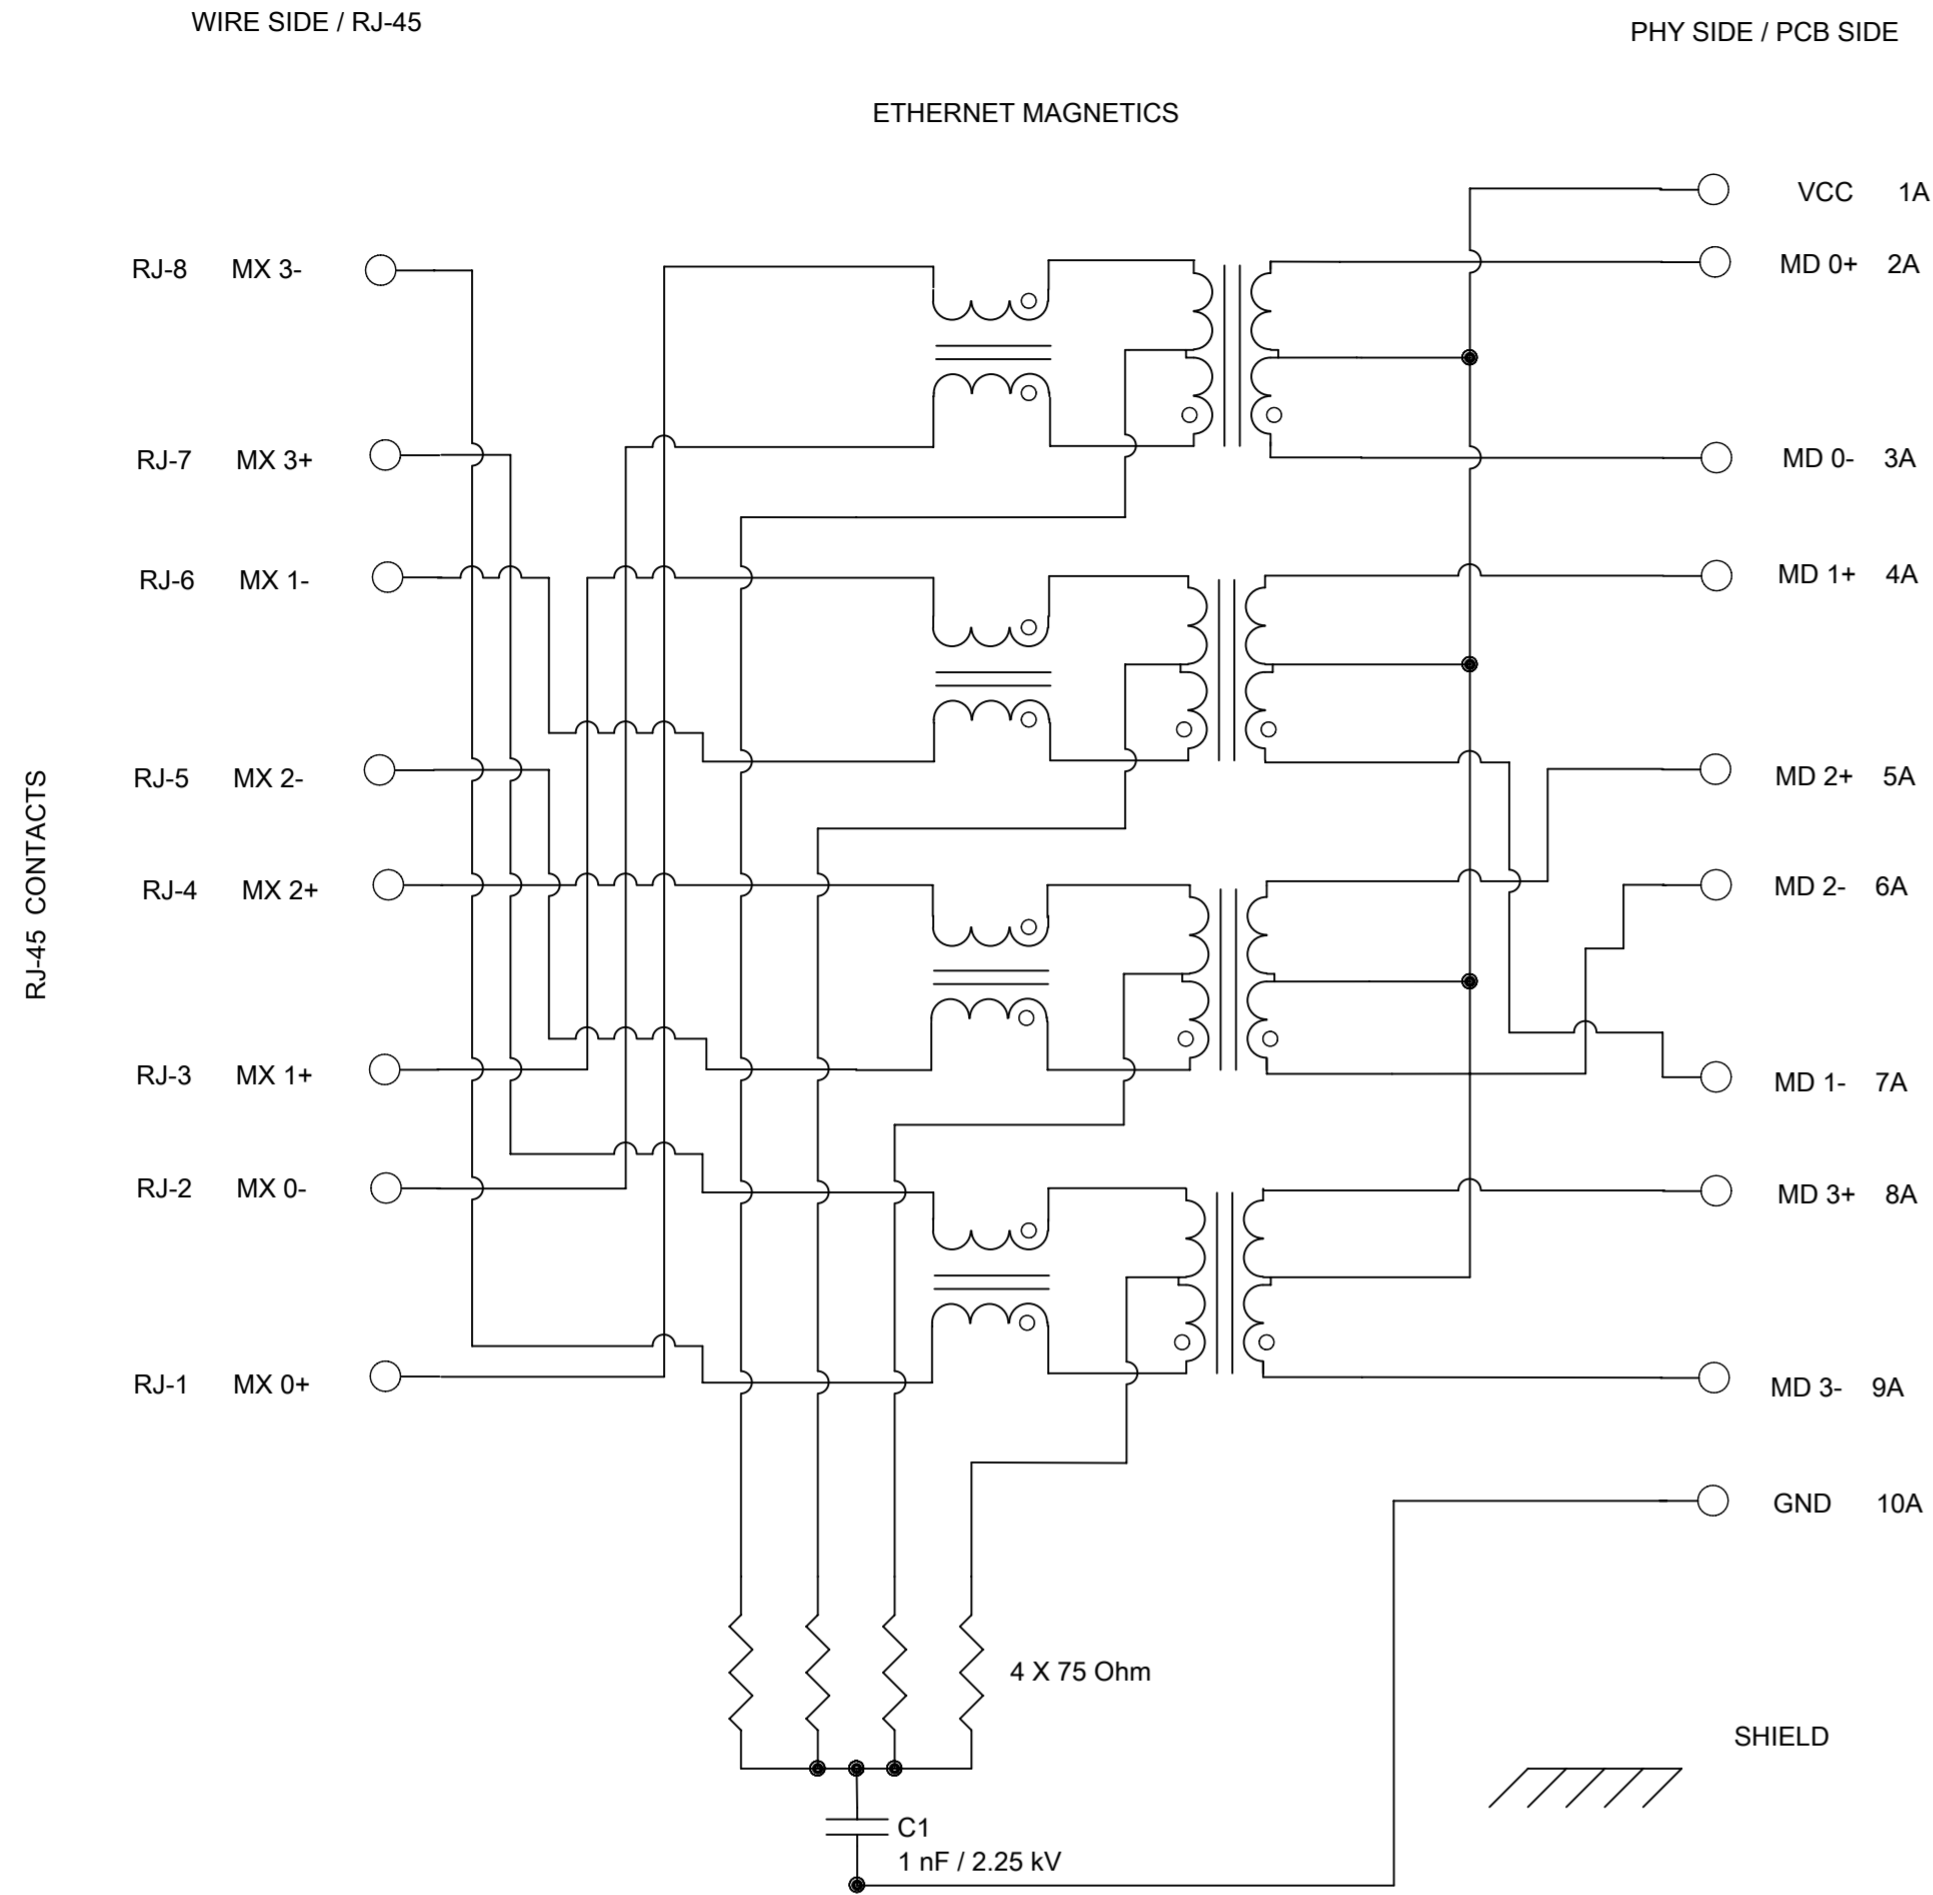 WIRE SIDE / RJ-45
PHY SIDE / PCB SIDE
ETHERNET MAGNETICS
VCC 1A
RJ-8 MX 3-
MD 0+ 2A
RJ-7 MX 3+
MD 0- 3A
RJ-6 MX 1-
MD 1+ 4A
RJ-5 MX 2-
MD 2+ 5A
RJ-45 CONTACTS
RJ-4 MX 2+
MD 2- 6A
RJ-3 MX 1+
MD 1- 7A
RJ-2 MX 0-
MD 3+ 8A
RJ-1 MX 0+
MD 3- 9A
GND 10A
4 X 75 Ohm
SHIELD
C1
1 nF / 2.25 kV